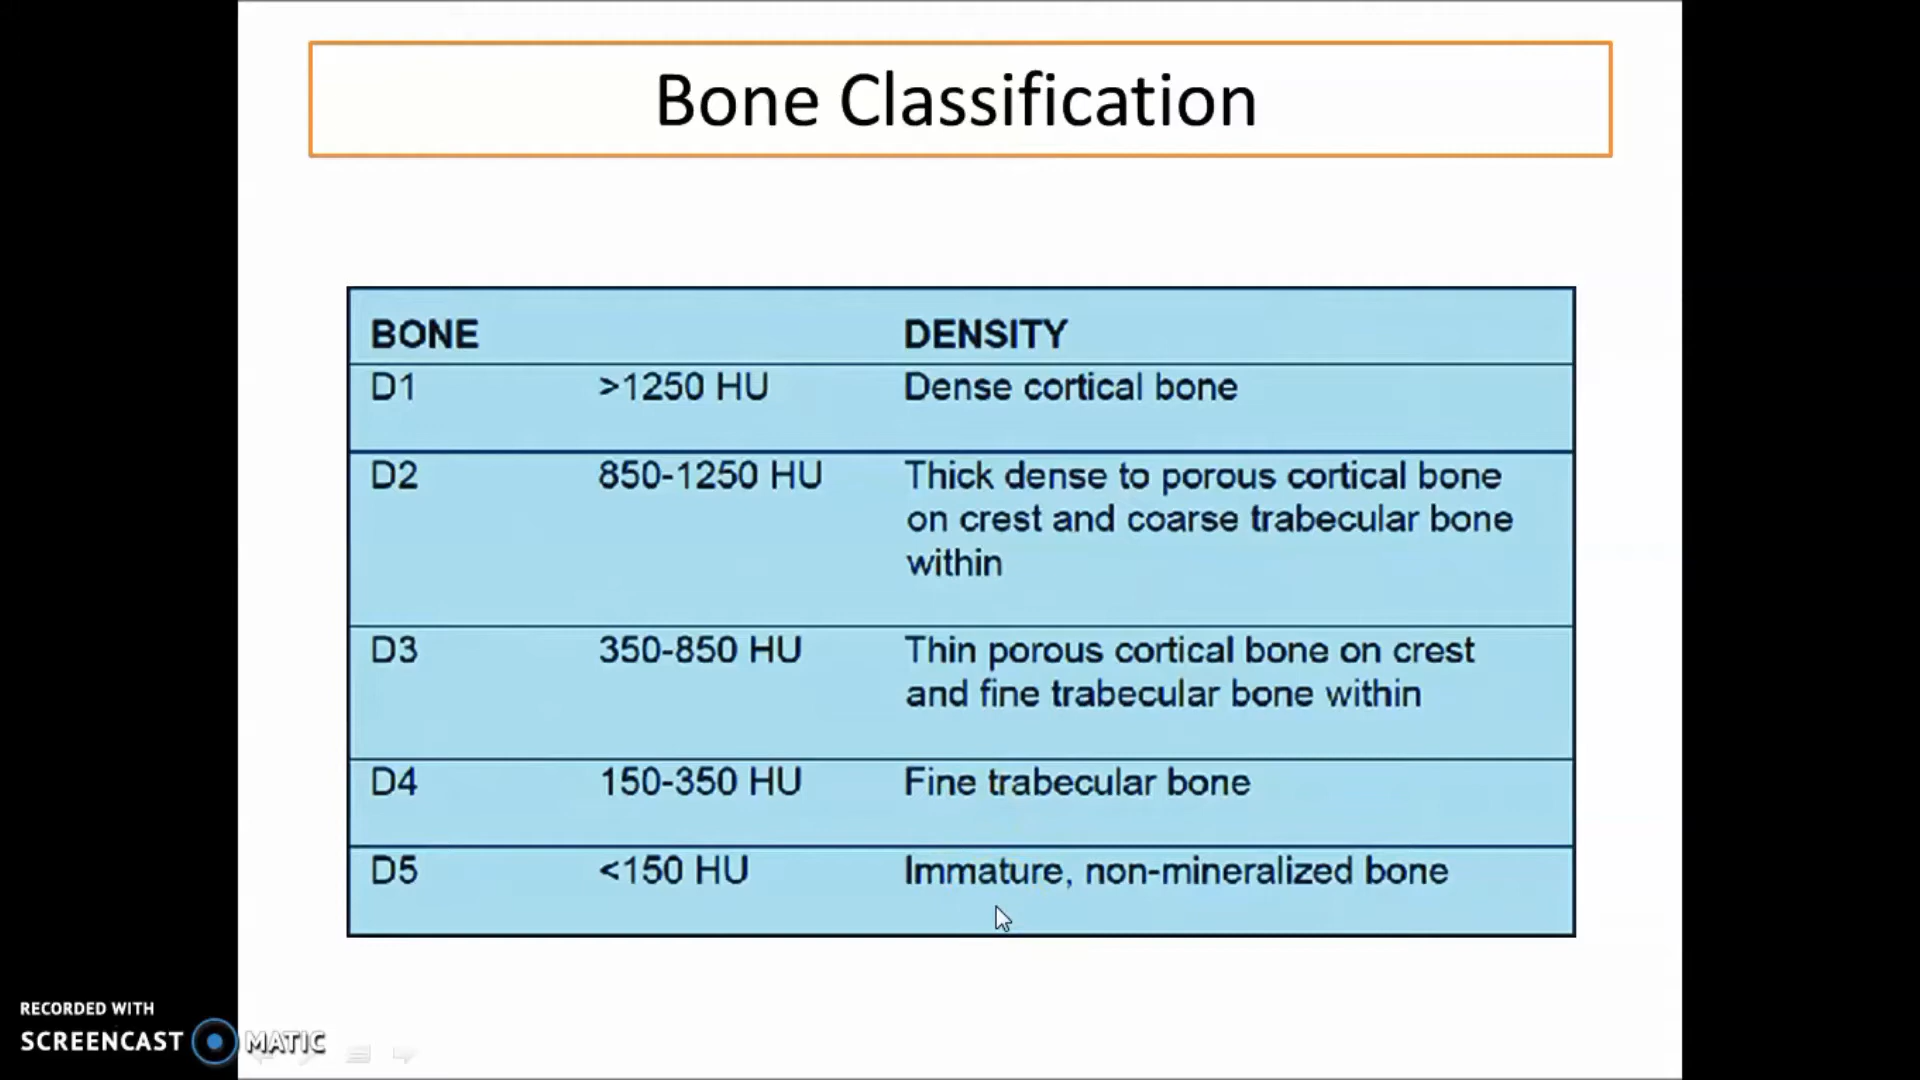 Bone Classification
BONE DENSITY
D1 >1250 HU Dense cortical bone
D2 850-1250 HU Thick dense to porous cortical bone
on crest and coarse trabecular bone
within
D3 350-850 HU Thin porous cortical bone on crest
and fine trabecular bone within
D4 150-350 HU Fine trabecular bone
D5 <150 HU Immature, non-mineralized bone
RECORDED WITH
SCREENCAST MATIC